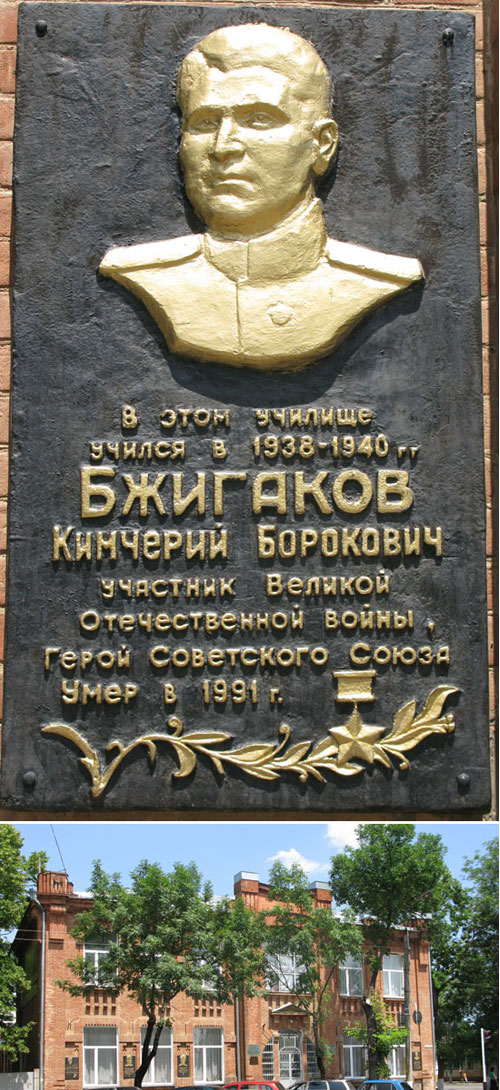 В этом училище
учился в 1938-1940 гг
Бжигаков
Кимчерий Борокович
участник Великой
Отечественной войны,
Герой Советского Союза
Умер в 1991 г.